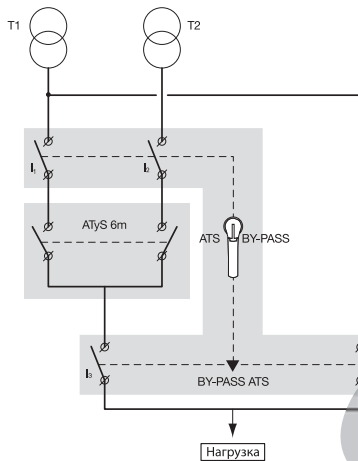 T1
T2
I₁
I₂
ATyS 6m
ATS
BY-PASS
I₃
BY-PASS ATS
Нагрузка